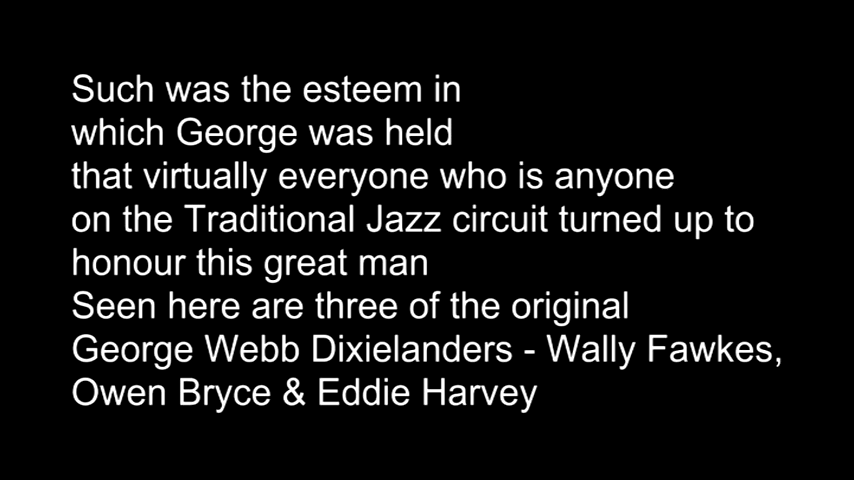 Such was the esteem in
which George was held
that virtually everyone who is anyone
on the Traditional Jazz circuit turned up to
honour this great man
Seen here are three of the original
George Webb Dixielanders - Wally Fawkes,
Owen Bryce & Eddie Harvey